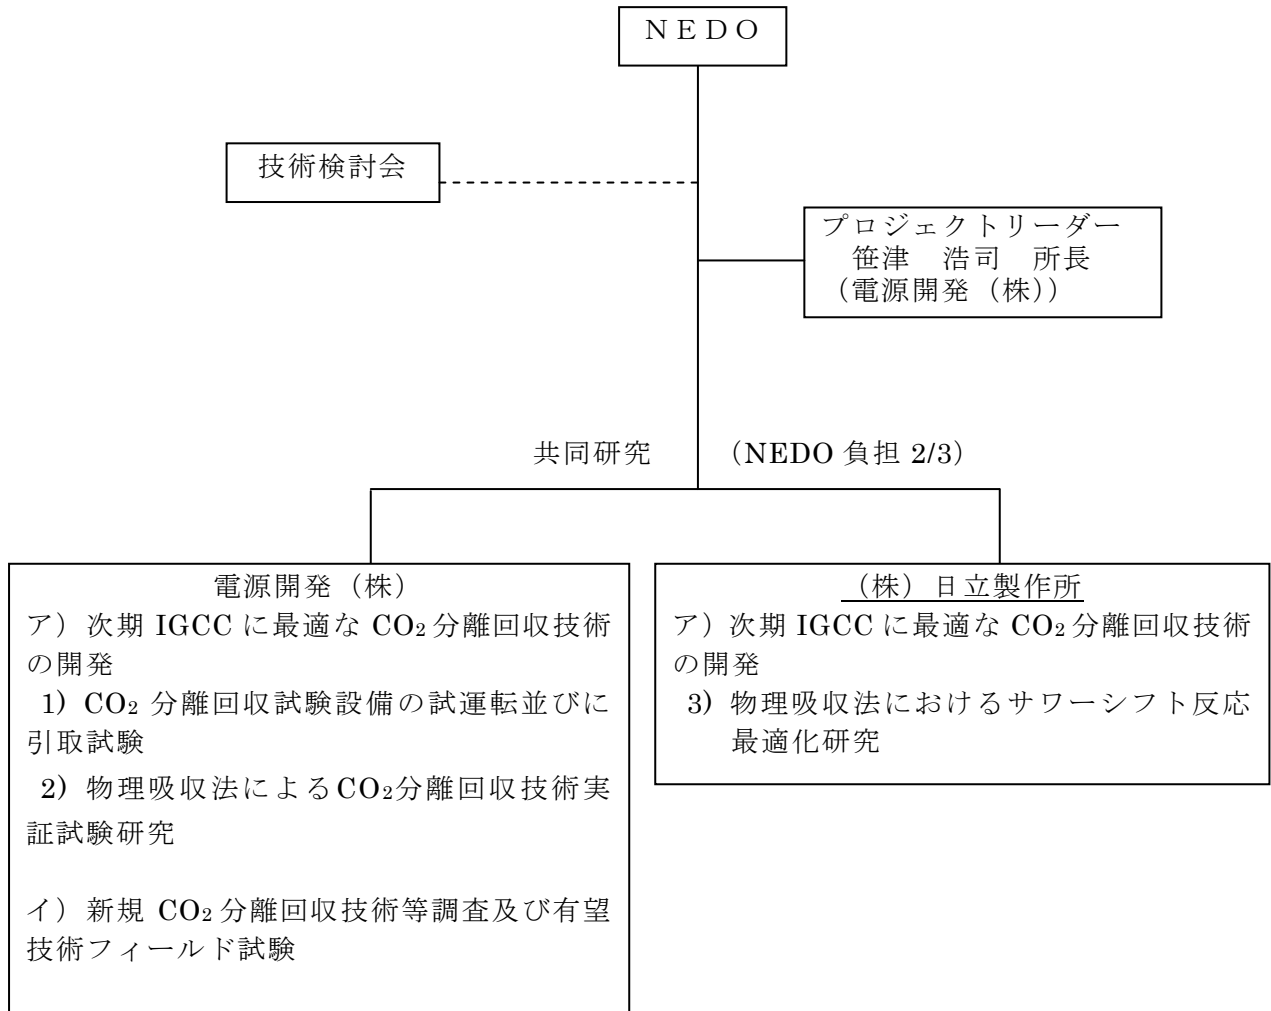 ＮＥＤＯ
技術検討会
プロジェクトリーダー
笹津　浩司　所長
（電源開発（株））
共同研究　（NEDO 負担 2/3）
電源開発（株）
ア）次期 IGCC に最適な CO₂ 分離回収技術
の開発
1) CO₂ 分離回収試験設備の試運転並びに
引取試験
2) 物理吸収法によるCO₂分離回収技術実
証試験研究
イ）新規 CO₂ 分離回収技術等調査及び有望
技術フィールド試験
（株）日立製作所
ア）次期 IGCC に最適な CO₂ 分離回収技術
の開発
3) 物理吸収法におけるサワーシフト反応
最適化研究